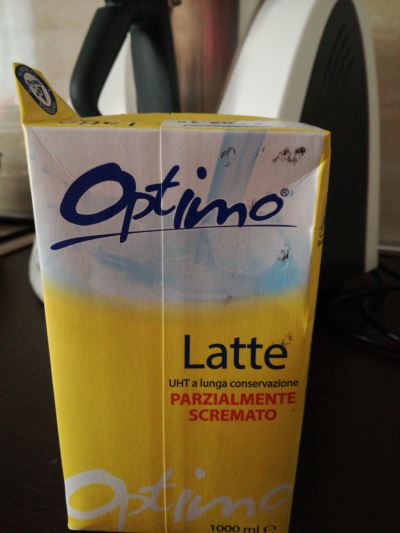 Optimo®
Latte
UHT a lunga conservazione
PARZIALMENTE
SCREMATO
Optimo
1000 ml e